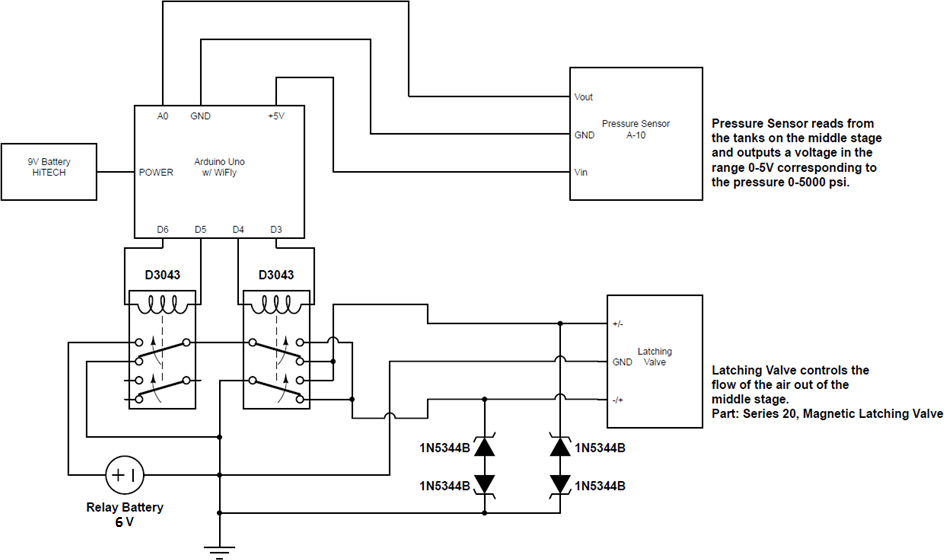 A0 GND +5V
Vout
Pressure Sensor
A-10
GND
Vin
Pressure Sensor reads from
the tanks on the middle stage
and outputs a voltage in the
range 0-5V corresponding to
the pressure 0-5000 psi.
9V Battery
HiTECH
Arduino Uno
w/ WiFly
POWER
D6 D5 D4 D3
D3043 D3043
+/-
Latching
Valve
GND
-/+
Latching Valve controls the
flow of the air out of the
middle stage.
Part: Series 20, Magnetic Latching Valve
1N5344B 1N5344B
1N5344B 1N5344B
+
Relay Battery
6 V